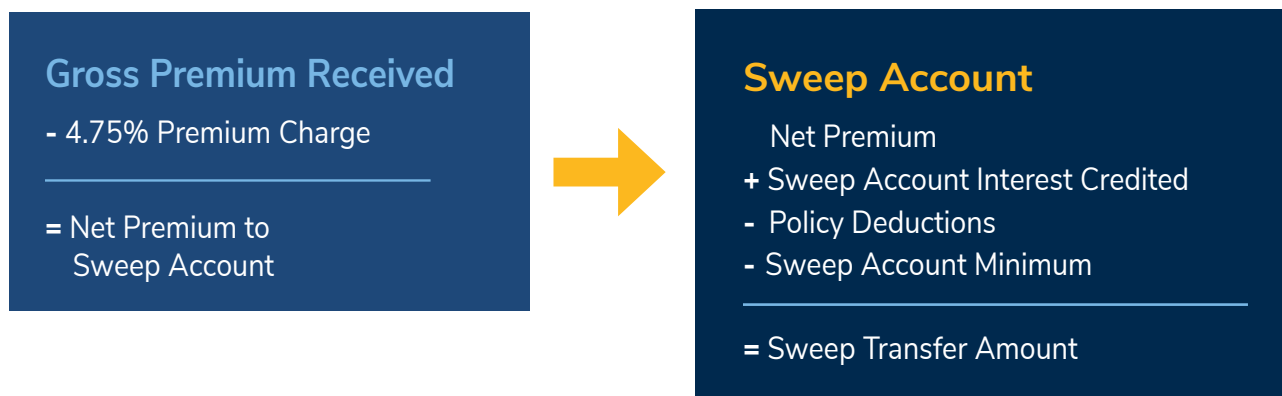 Gross Premium Received
- 4.75% Premium Charge
= Net Premium to
Sweep Account
Sweep Account
Net Premium
+ Sweep Account Interest Credited
- Policy Deductions
- Sweep Account Minimum
= Sweep Transfer Amount